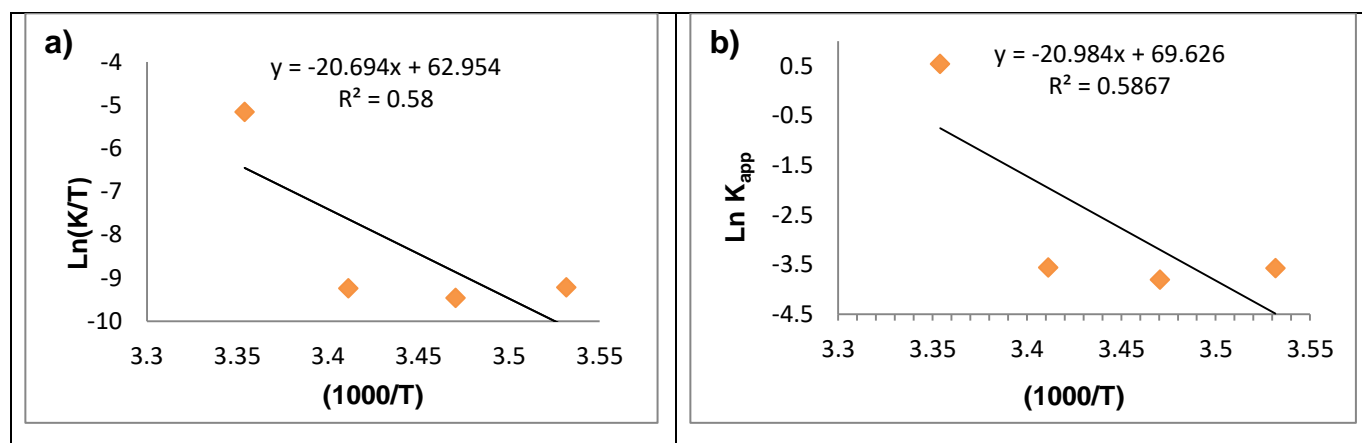 a)
y = -20.694x + 62.954
R² = 0.58
Ln(K/T)
-4
-5
-6
-7
-8
-9
-10
3.3
3.35
3.4
3.45
3.5
3.55
(1000/T)
b)
y = -20.984x + 69.626
R² = 0.5867
Ln Kapp
0.5
-0.5
-1.5
-2.5
-3.5
-4.5
3.3
3.35
3.4
3.45
3.5
3.55
(1000/T)